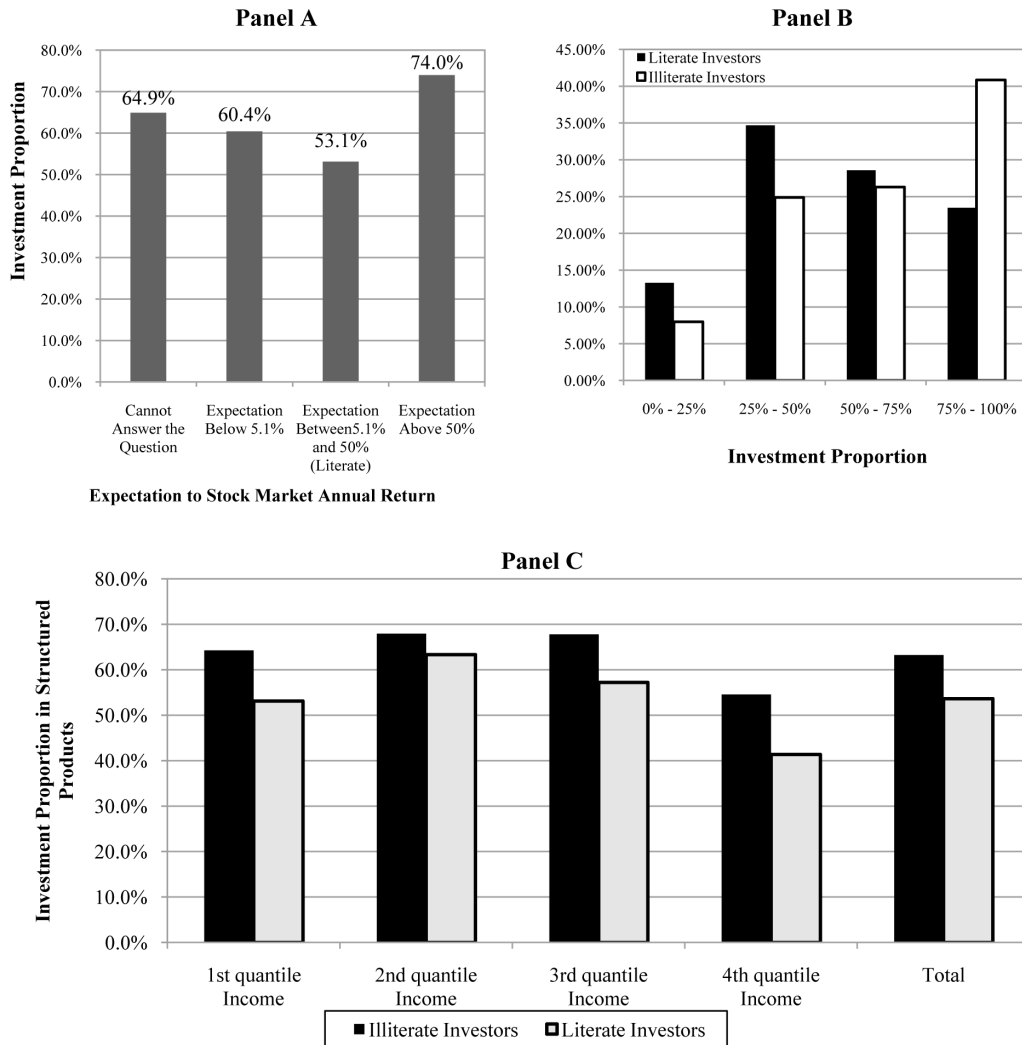 Panel A
Investment Proportion
80.0%
70.0%
60.0%
50.0%
40.0%
30.0%
20.0%
10.0%
0.0%
64.9%
60.4%
53.1%
74.0%
Cannot
Answer the
Question
Expectation
Below 5.1%
Expectation
Between5.1%
and 50%
(Literate)
Expectation
Above 50%
Expectation to Stock Market Annual Return
Panel B
45.00%
40.00%
35.00%
30.00%
25.00%
20.00%
15.00%
10.00%
5.00%
0.00%
Literate Investors
Illiterate Investors
0% - 25%
25% - 50%
50% - 75%
75% - 100%
Investment Proportion
Panel C
Investment Proportion in Structured
Products
80.0%
70.0%
60.0%
50.0%
40.0%
30.0%
20.0%
10.0%
0.0%
1st quantile
Income
2nd quantile
Income
3rd quantile
Income
4th quantile
Income
Total
Illiterate Investors
Literate Investors